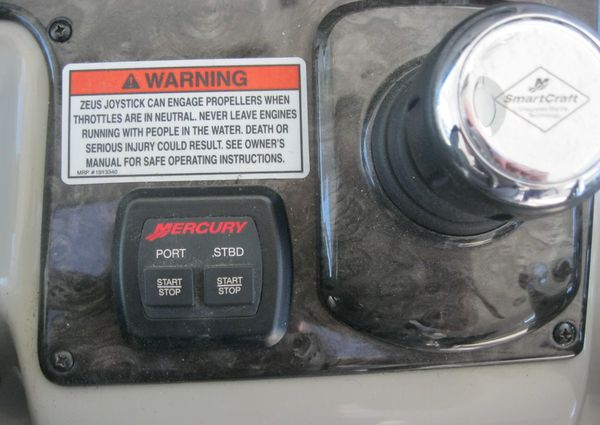 WARNING
ZEUS JOYSTICK CAN ENGAGE PROPELLERS WHEN
THROTTLES ARE IN NEUTRAL. NEVER LEAVE ENGINES
RUNNING WITH PEOPLE IN THE WATER. DEATH OR
SERIOUS INJURY COULD RESULT. SEE OWNER'S
MANUAL FOR SAFE OPERATING INSTRUCTIONS.
MRP #1913340
MERCURY
PORT .STBD
START START
STOP STOP
SmartCraft